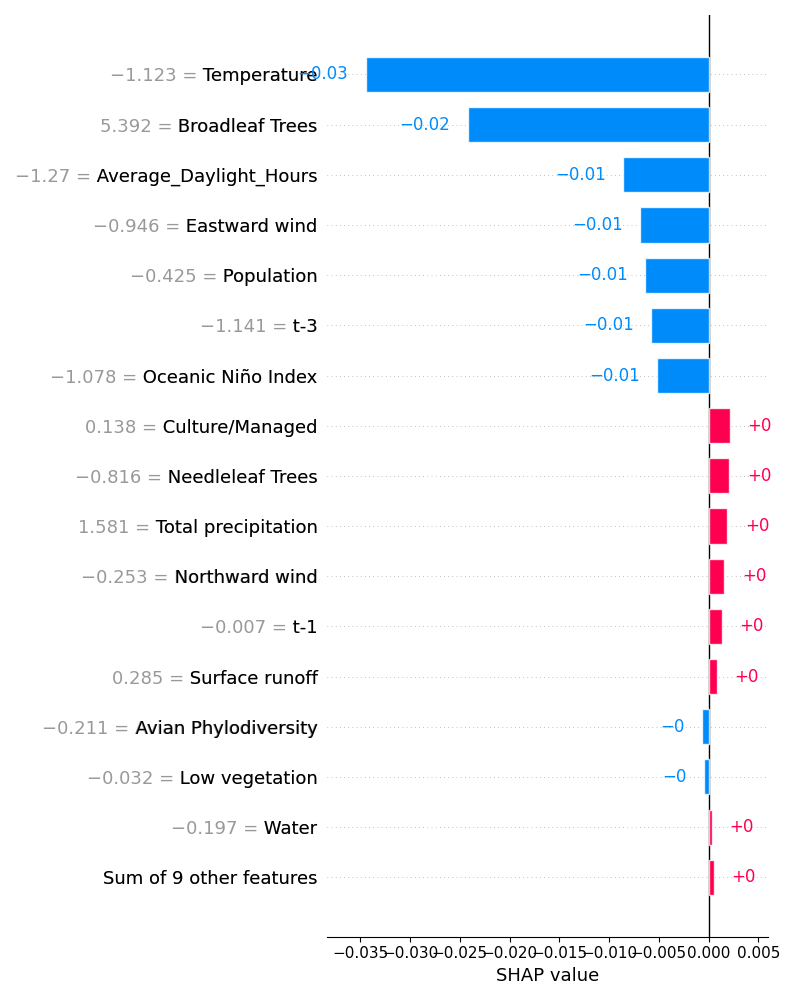 −1.123 = Temperature −0.03
5.392 = Broadleaf Trees −0.02
−1.27 = Average_Daylight_Hours −0.01
−0.946 = Eastward wind −0.01
−0.425 = Population −0.01
−1.141 = t-3 −0.01
−1.078 = Oceanic Niño Index −0.01
0.138 = Culture/Managed +0
−0.816 = Needleleaf Trees +0
1.581 = Total precipitation +0
−0.253 = Northward wind +0
−0.007 = t-1 +0
0.285 = Surface runoff +0
−0.211 = Avian Phylodiversity −0
−0.032 = Low vegetation −0
−0.197 = Water +0
Sum of 9 other features +0
−0.035 −0.030 −0.025 −0.020 −0.015 −0.010 −0.005 0.000 0.005
SHAP value